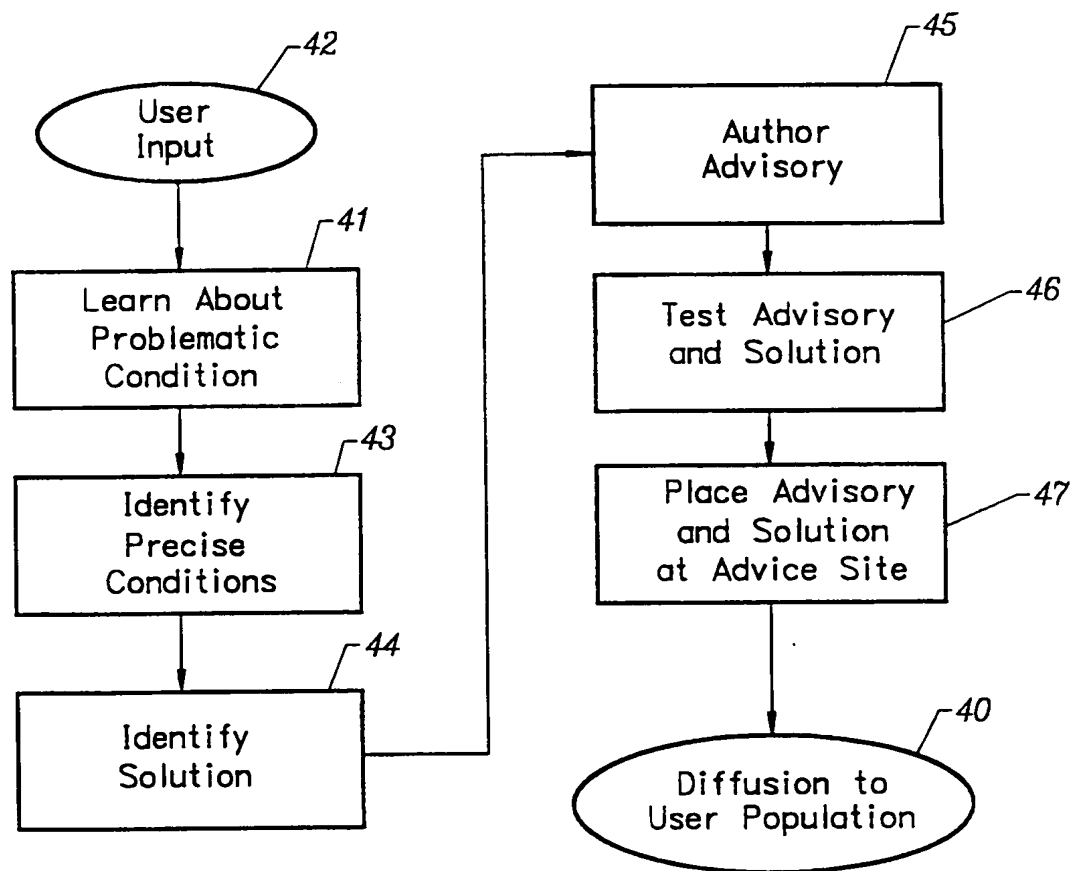 42
User
Input
41
Learn About
Problematic
Condition
43
Identify
Precise
Conditions
44
Identify
Solution
45
Author
Advisory
46
Test Advisory
and Solution
47
Place Advisory
and Solution
at Advice Site
40
Diffusion to
User Population